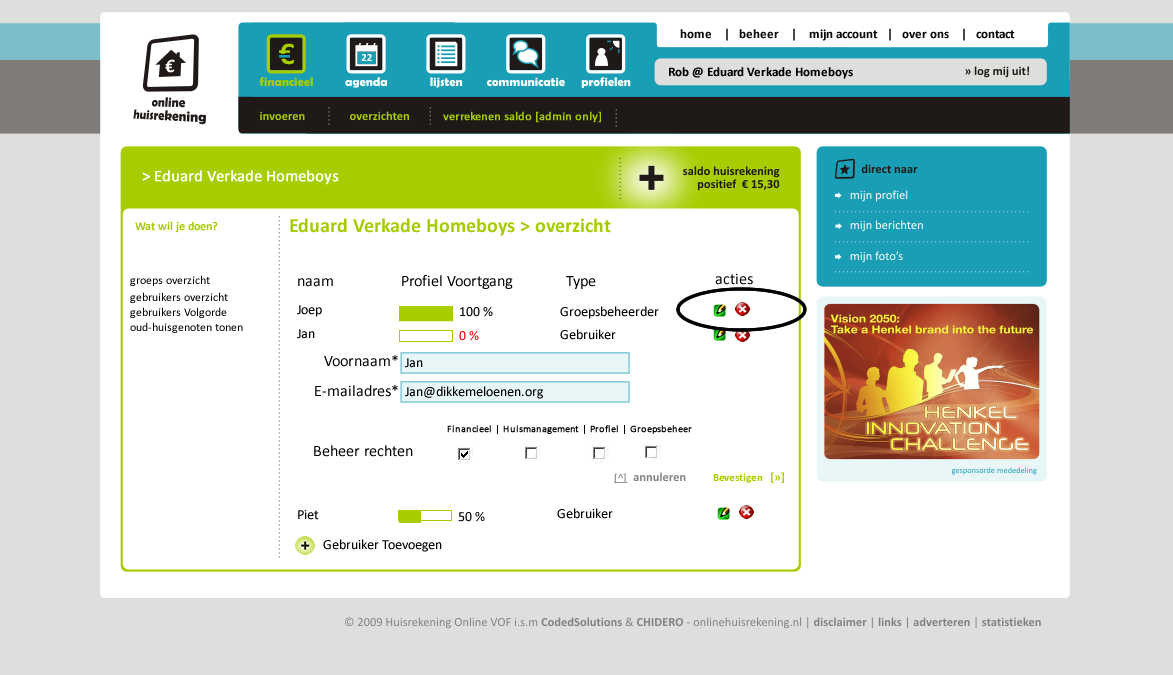 home | beheer | mijn account | over ons | contact
€
22
financieel agenda lijsten communicatie profielen
Rob @ Eduard Verkade Homeboys » log mij uit!
€
online
huisrekening
invoeren overzichten verrekenen saldo [admin only]
> Eduard Verkade Homeboys
saldo huisrekening
positief € 15,30
direct naar
mijn profiel
mijn berichten
mijn foto's
Wat wil je doen?
groeps overzicht
gebruikers overzicht
gebruikers Volgorde
oud-huisgenoten tonen
Eduard Verkade Homeboys > overzicht
naam Profiel Voortgang Type acties
Joep 100 % Groepsbeheerder
Jan 0 % Gebruiker
Voornaam* Jan
E-mailadres* Jan@dikkemeloenen.org
Financieel | Huismanagement | Profiel | Groepsbeheer
Beheer rechten
[^] annuleren Bevestigen [»]
Piet 50 % Gebruiker
Gebruiker Toevoegen
Vision 2050:
Take a Henkel brand into the future
HENKEL
INNOVATION
CHALLENGE
gesponsorde mededeling
© 2009 Huisrekening Online VOF i.s.m CodedSolutions & CHIDERO - onlinehuisrekening.nl | disclaimer | links | adverteren | statistieken